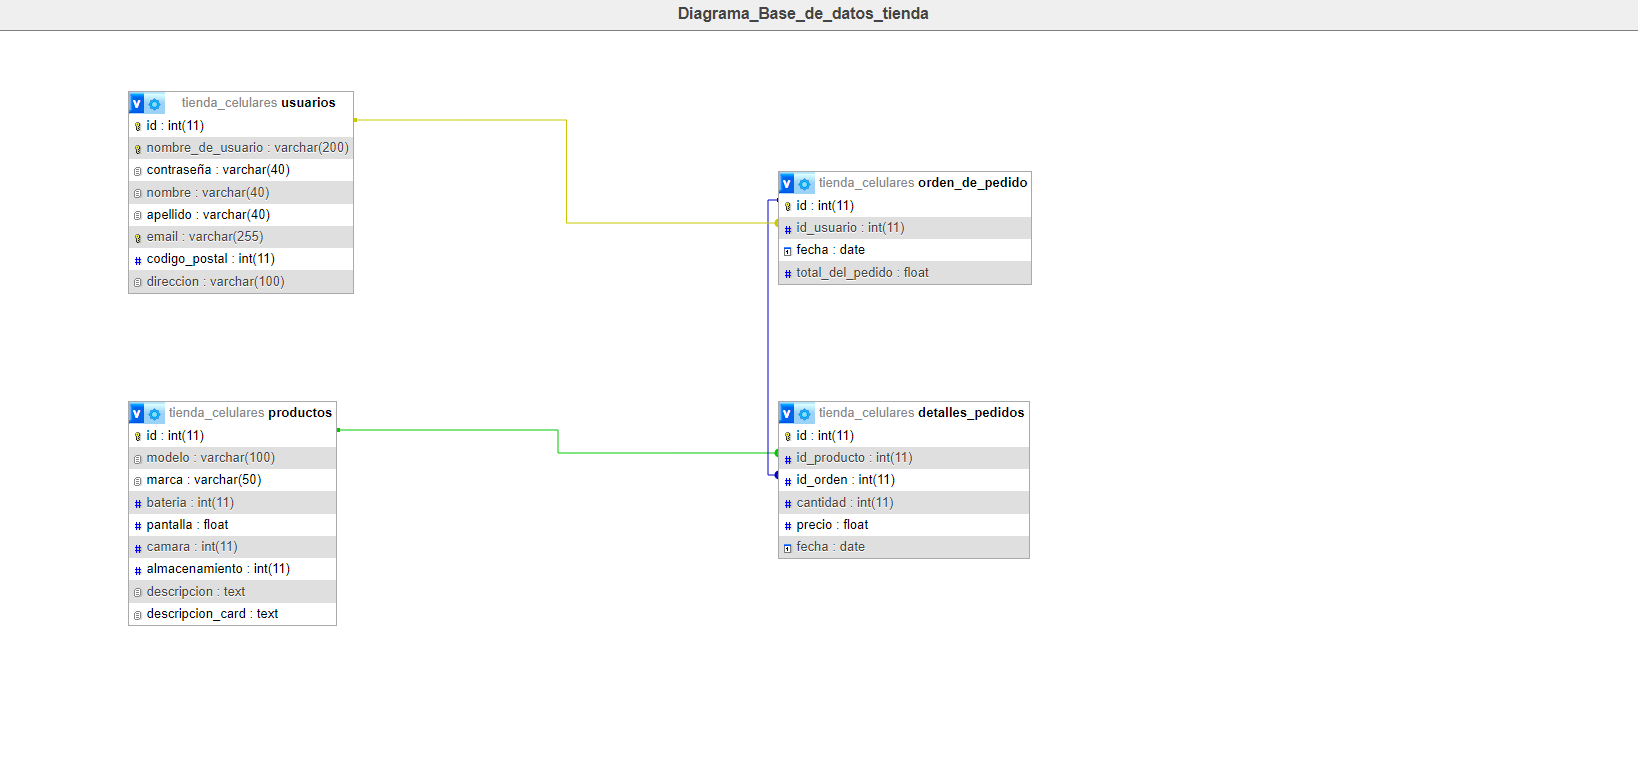 Diagrama_Base_de_datos_tienda
v tienda_celulares usuarios
id : int(11)
nombre_de_usuario : varchar(200)
contraseña : varchar(40)
nombre : varchar(40)
apellido : varchar(40)
email : varchar(255)
# codigo_postal : int(11)
direccion : varchar(100)
v tienda_celulares orden_de_pedido
id : int(11)
# id_usuario : int(11)
fecha : date
# total_del_pedido : float
v tienda_celulares productos
id : int(11)
modelo : varchar(100)
marca : varchar(50)
# bateria : int(11)
# pantalla : float
# camara : int(11)
# almacenamiento : int(11)
descripcion : text
descripcion_card : text
v tienda_celulares detalles_pedidos
id : int(11)
# id_producto : int(11)
# id_orden : int(11)
# cantidad : int(11)
# precio : float
fecha : date